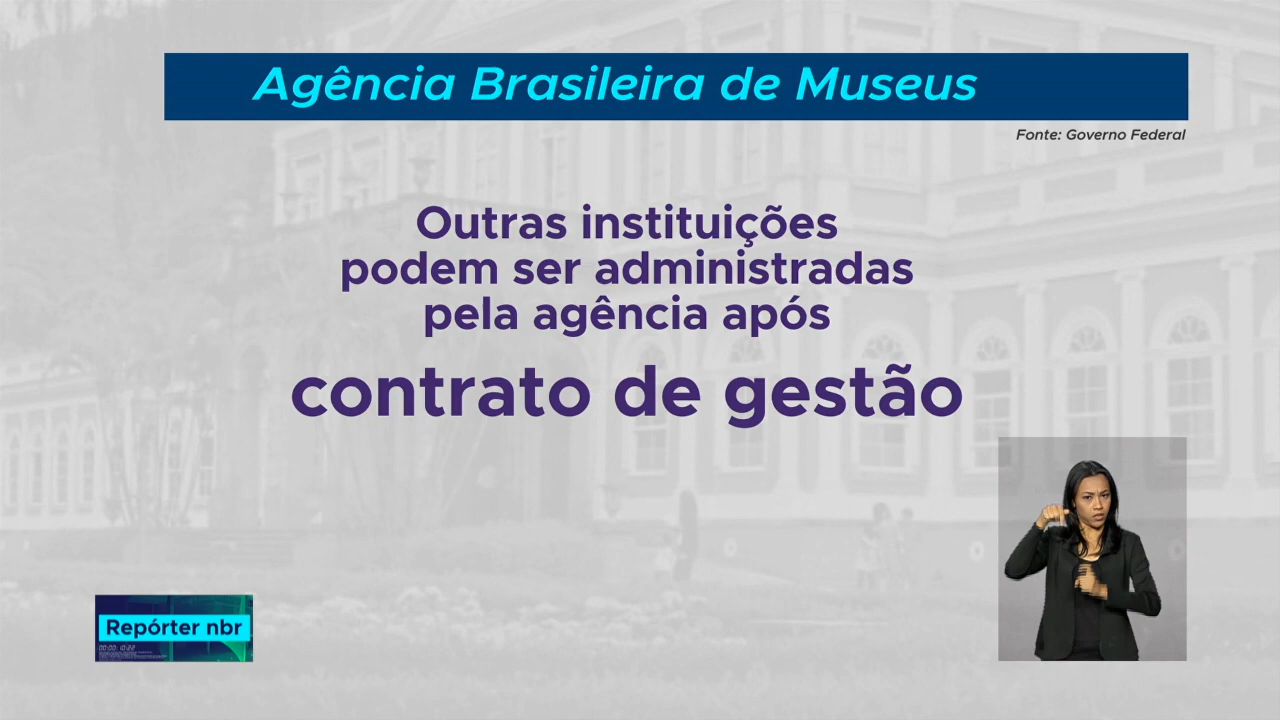 Agência Brasileira de Museus
Fonte: Governo Federal
Outras instituições
podem ser administradas
pela agência após
contrato de gestão
Repórter nbr